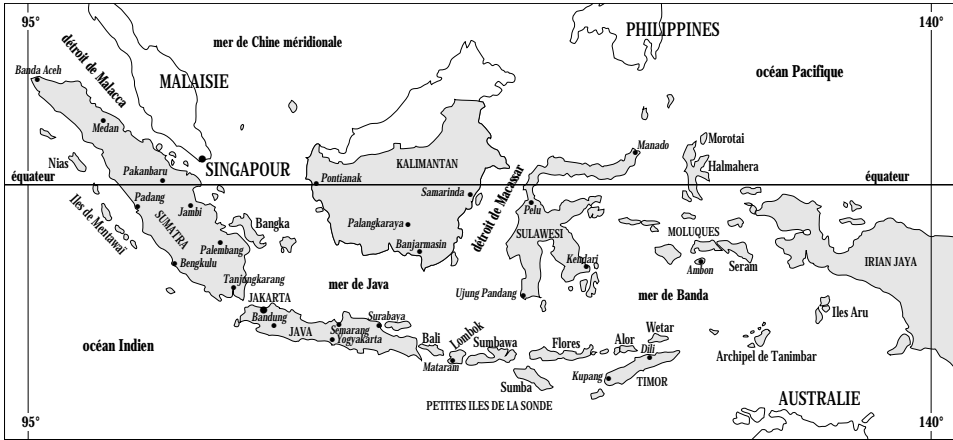 95°
140°
PHILIPPINES
mer de Chine méridionale
détroit de Malacca
Banda Aceh
MALAISIE
océan Pacifique
Medan
Morotai
Manado
Nias
SINGAPOUR
KALIMANTAN
Halmahera
équateur
Pakanbaru
Pontianak
équateur
Padang
Samarinda
détroit de Macassar
Iles de Mentawai
SUMATRA
Jambi
Bangka
Palangkaraya
Pelu
SULAWESI
MOLUQUES
Palembang
Banjarmasin
Bengkulu
Kendari
Ambon
Seram
IRIAN JAYA
Tanjongkarang
mer de Java
JAKARTA
Ujung Pandang
mer de Banda
Bandung
JAVA
Semarang
Surabaya
Iles Aru
Yogyakarta
océan Indien
Bali
Lombok
Sumbawa
Flores
Alor
Wetar
Dili
Archipel de Tanimbar
Mataram
Sumba
Kupang
TIMOR
PETITES ILES DE LA SONDE
AUSTRALIE
95°
140°